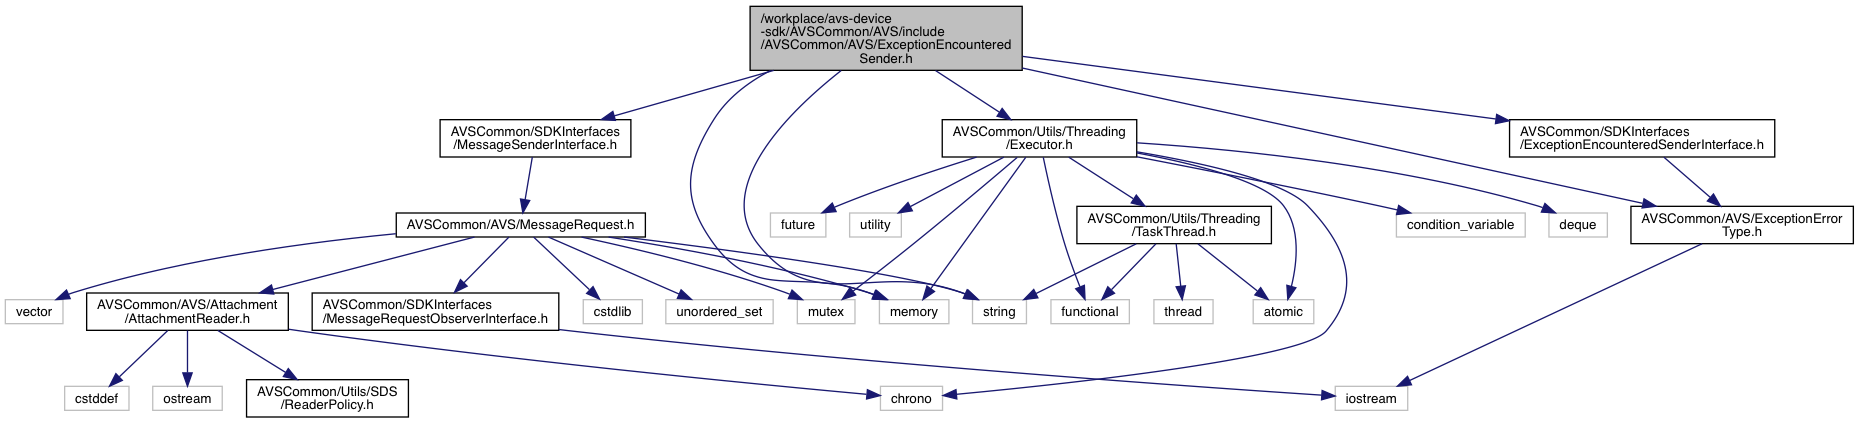 /workplace/avs-device
-sdk/AVSCommon/AVS/include
/AVSCommon/AVS/ExceptionEncountered
Sender.h
AVSCommon/SDKInterfaces
/MessageSenderInterface.h
AVSCommon/Utils/Threading
/Executor.h
AVSCommon/SDKInterfaces
/ExceptionEncounteredSenderInterface.h
AVSCommon/AVS/MessageRequest.h
future
utility
AVSCommon/Utils/Threading
/TaskThread.h
condition_variable
deque
AVSCommon/AVS/ExceptionError
Type.h
vector
AVSCommon/AVS/Attachment
/AttachmentReader.h
AVSCommon/SDKInterfaces
/MessageRequestObserverInterface.h
cstdlib
unordered_set
mutex
memory
string
functional
thread
atomic
cstddef
ostream
AVSCommon/Utils/SDS
/ReaderPolicy.h
chrono
iostream